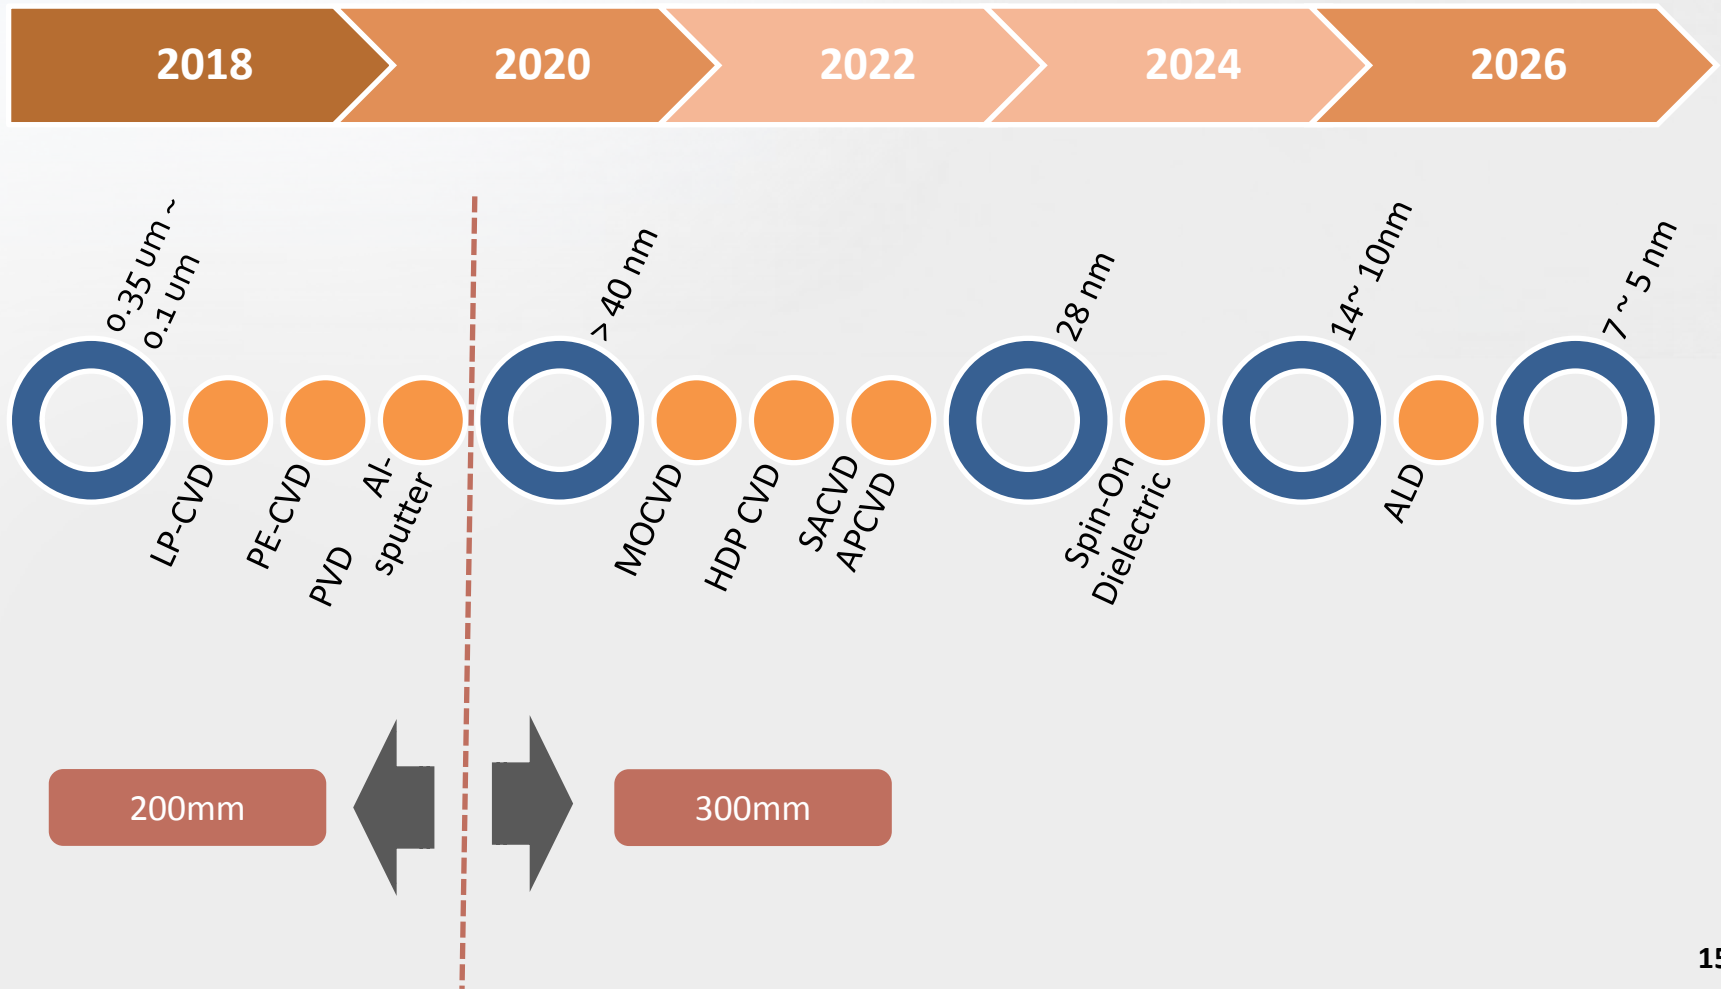 2018
2020
2022
2024
2026
0.35 um ~
0.1 um
> 40 nm
28 nm
14~ 10nm
7 ~ 5 nm
LP-CVD
PE-CVD
PVD
Al-
sputter
MOCVD
HDP CVD
SACVD
APCVD
Spin-On
Dielectric
ALD
200mm
300mm
15